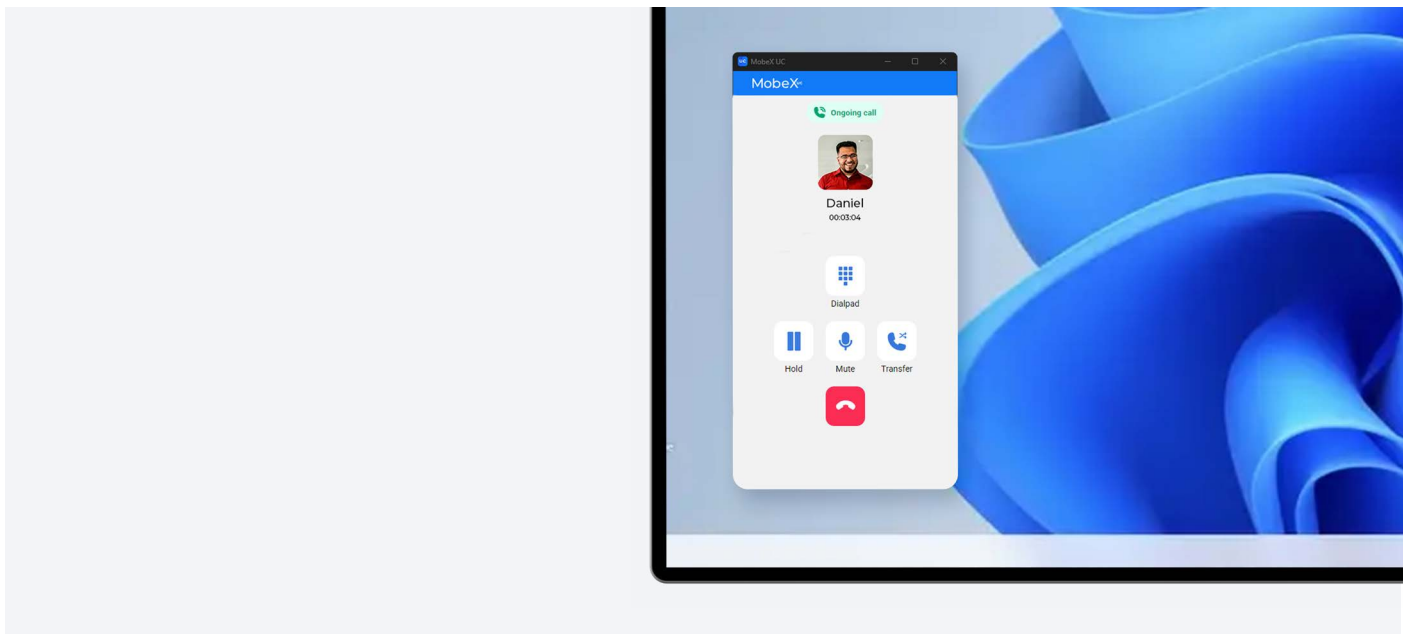 MobeX UC
MobeX
Ongoing call
Daniel
00:03:04
Dialpad
Hold
Mute
Transfer